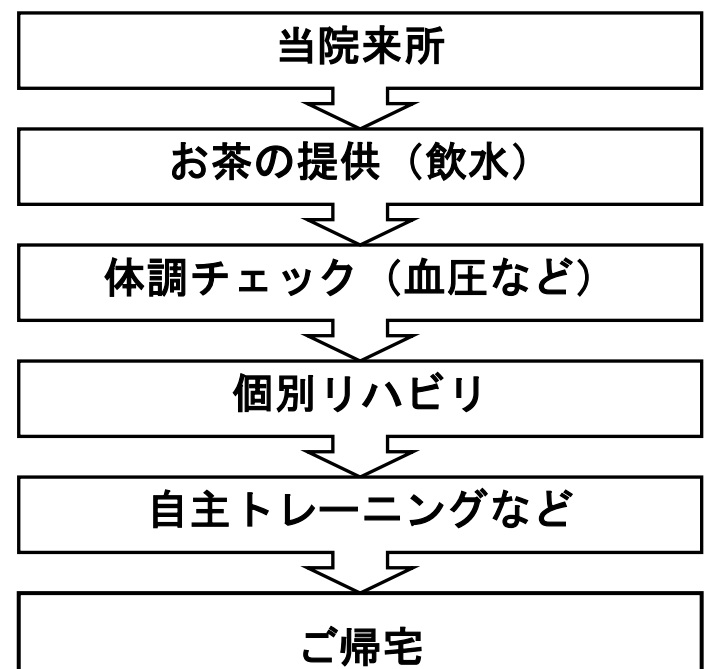 当院来所
お茶の提供（飲水）
体調チェック（血圧など）
個別リハビリ
自主トレーニングなど
ご帰宅